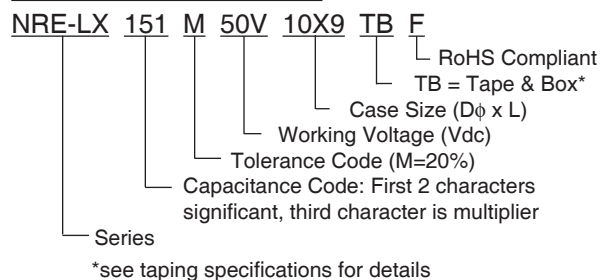 NRE-LX 151 M 50V 10X9 TB F
RoHS Compliant
TB = Tape & Box*
Case Size (Dϕ x L)
Working Voltage (Vdc)
Tolerance Code (M=20%)
Capacitance Code: First 2 characters
significant, third character is multiplier
Series
*see taping specifications for details